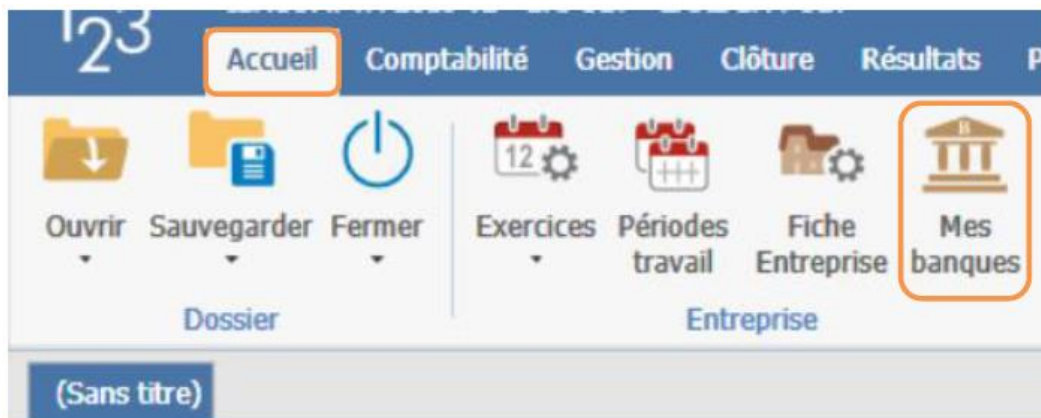 123
Accueil Comptabilité Gestion Clôture Résultats
12
B
Ouvrir Sauvegarder Fermer Exercices Périodes travail Fiche Entreprise Mes banques
Dossier Entreprise
(Sans titre)